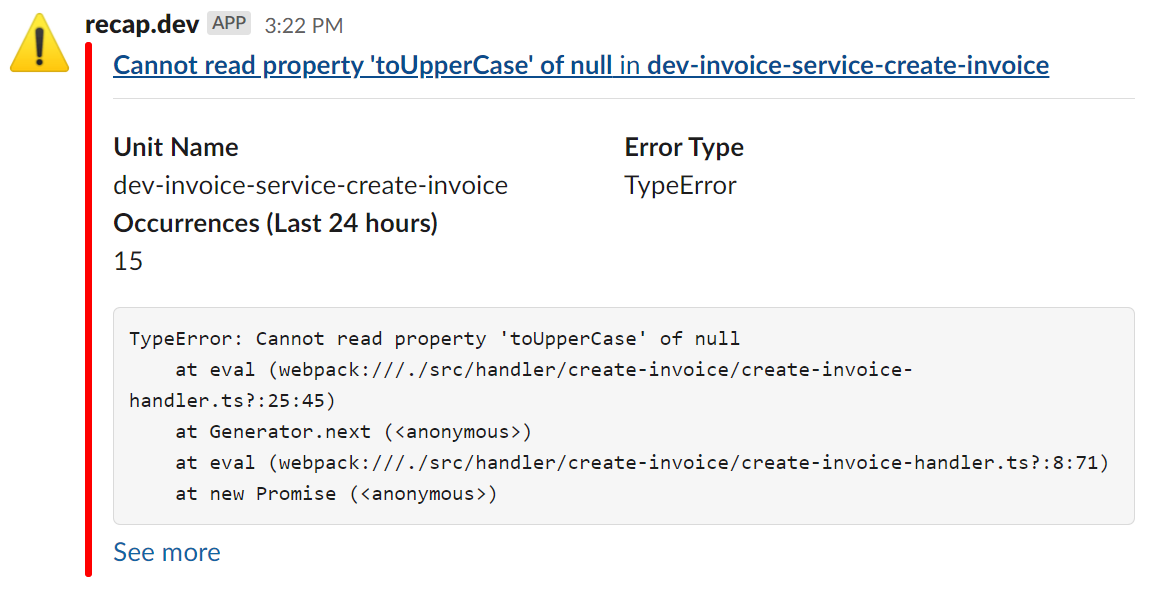 recap.dev APP 3:22 PM
Cannot read property 'toUpperCase' of null in dev-invoice-service-create-invoice
Unit Name
dev-invoice-service-create-invoice
Error Type
TypeError
Occurrences (Last 24 hours)
15
TypeError: Cannot read property 'toUpperCase' of null
    at eval (webpack:///./src/handler/create-invoice/create-invoice-
handler.ts?:25:45)
    at Generator.next (<anonymous>)
    at eval (webpack:///./src/handler/create-invoice/create-invoice-handler.ts?:8:71)
    at new Promise (<anonymous>)
See more